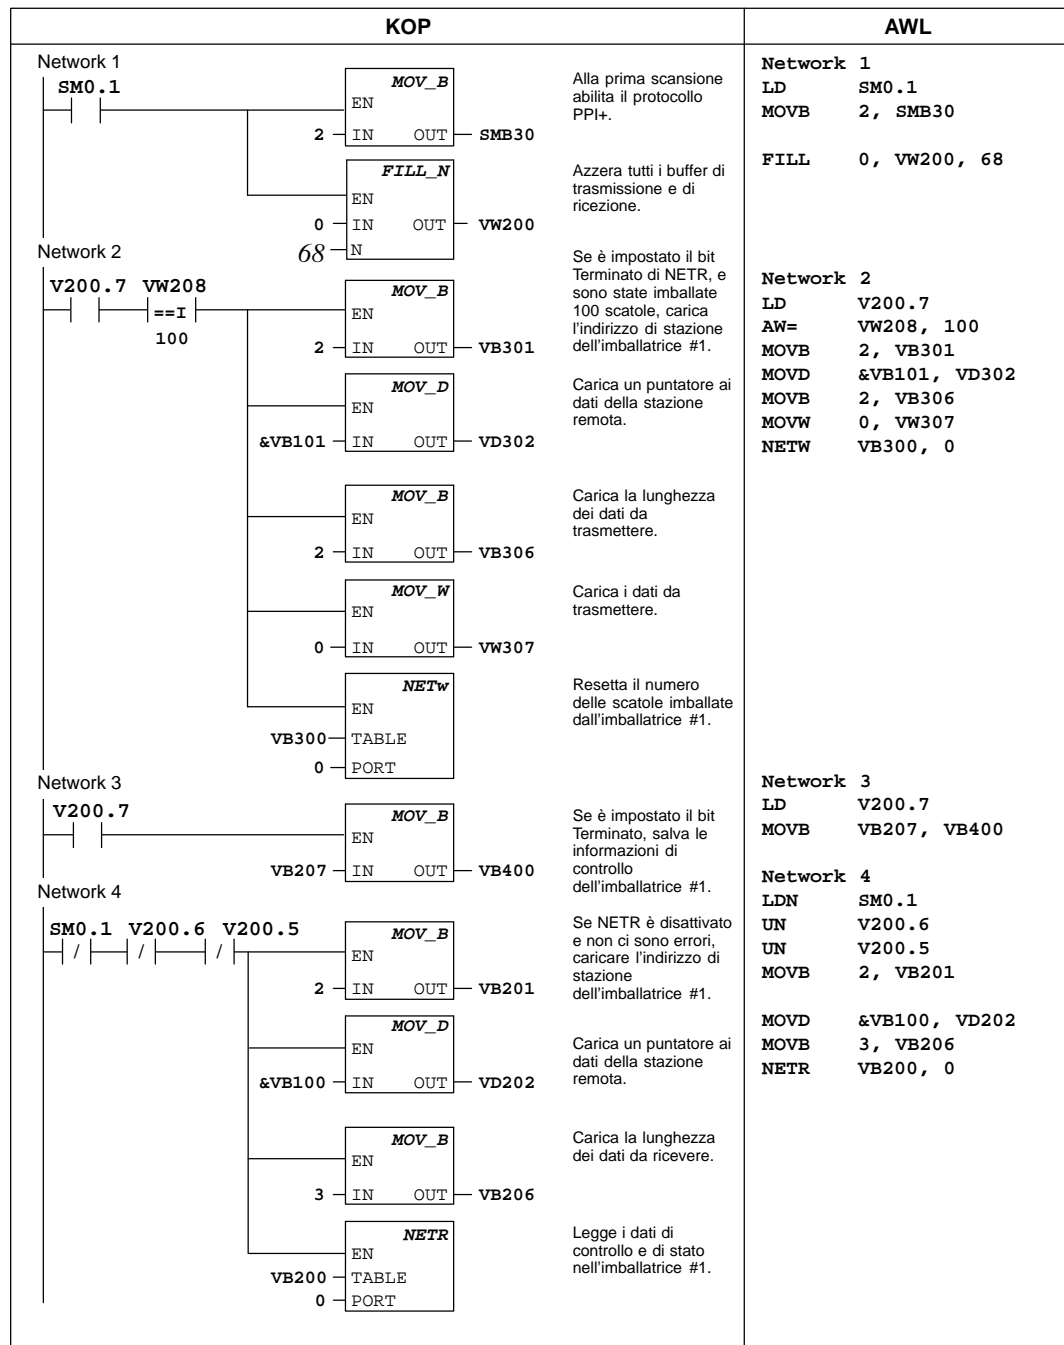 KOP
AWL
Network 1
SM0.1
MOV_B
EN
2
IN
OUT
SMB30
Alla prima scansione
abilita il protocollo
PPI+.
FILL_N
EN
0
IN
OUT
VW200
68
N
Azzera tutti i buffer di
trasmissione e di
ricezione.
Network 2
V200.7
VW208
==I
100
MOV_B
EN
2
IN
OUT
VB301
Se è impostato il bit
Terminato di NETR, e
sono state imballate
100 scatole, carica
l'indirizzo di stazione
dell'imballatrice #1.
MOV_D
EN
&VB101
IN
OUT
VD302
Carica un puntatore ai
dati della stazione
remota.
MOV_B
EN
2
IN
OUT
VB306
Carica la lunghezza
dei dati da
trasmettere.
MOV_W
EN
0
IN
OUT
VW307
Carica i dati da
trasmettere.
NETw
EN
VB300
TABLE
0
PORT
Resetta il numero
delle scatole imballate
dall'imballatrice #1.
Network 3
V200.7
MOV_B
EN
VB207
IN
OUT
VB400
Se è impostato il bit
Terminato, salva le
informazioni di
controllo
dell'imballatrice #1.
Network 4
SM0.1
V200.6
V200.5
/
/
/
MOV_B
EN
2
IN
OUT
VB201
Se NETR è disattivato
e non ci sono errori,
caricare l'indirizzo di
stazione
dell'imballatrice #1.
MOV_D
EN
&VB100
IN
OUT
VD202
Carica un puntatore ai
dati della stazione
remota.
MOV_B
EN
3
IN
OUT
VB206
Carica la lunghezza
dei dati da ricevere.
NETR
EN
VB200
TABLE
0
PORT
Legge i dati di
controllo e di stato
nell'imballatrice #1.
Network 1
LD SM0.1
MOVB 2, SMB30
FILL 0, VW200, 68
Network 2
LD V200.7
AW= VW208, 100
MOVB 2, VB301
MOVD &VB101, VD302
MOVB 2, VB306
MOVW 0, VW307
NETW VB300, 0
Network 3
LD V200.7
MOVB VB207, VB400
Network 4
LDN SM0.1
UN V200.6
UN V200.5
MOVB 2, VB201
MOVD &VB100, VD202
MOVB 3, VB206
NETR VB200, 0